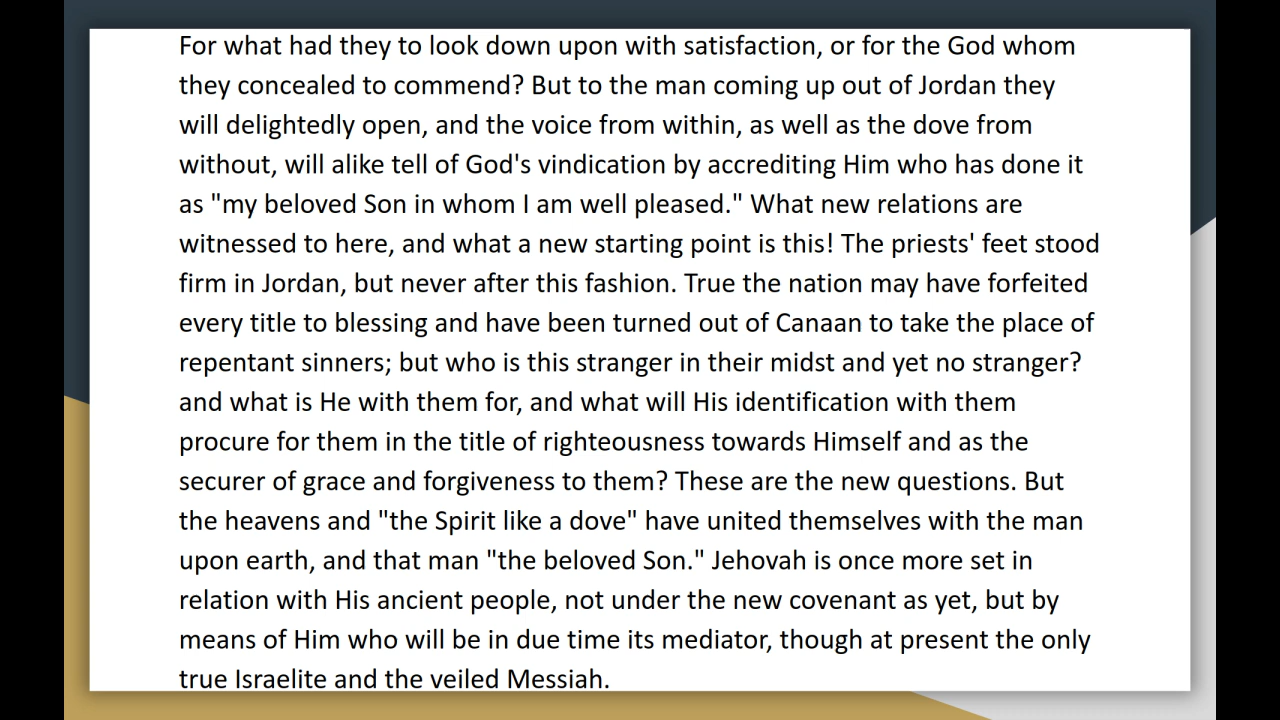 For what had they to look down upon with satisfaction, or for the God whom
they concealed to commend? But to the man coming up out of Jordan they
will delightedly open, and the voice from within, as well as the dove from
without, will alike tell of God's vindication by accrediting Him who has done it
as "my beloved Son in whom I am well pleased." What new relations are
witnessed to here, and what a new starting point is this! The priests' feet stood
firm in Jordan, but never after this fashion. True the nation may have forfeited
every title to blessing and have been turned out of Canaan to take the place of
repentant sinners; but who is this stranger in their midst and yet no stranger?
and what is He with them for, and what will His identification with them
procure for them in the title of righteousness towards Himself and as the
securer of grace and forgiveness to them? These are the new questions. But
the heavens and "the Spirit like a dove" have united themselves with the man
upon earth, and that man "the beloved Son." Jehovah is once more set in
relation with His ancient people, not under the new covenant as yet, but by
means of Him who will be in due time its mediator, though at present the only
true Israelite and the veiled Messiah.